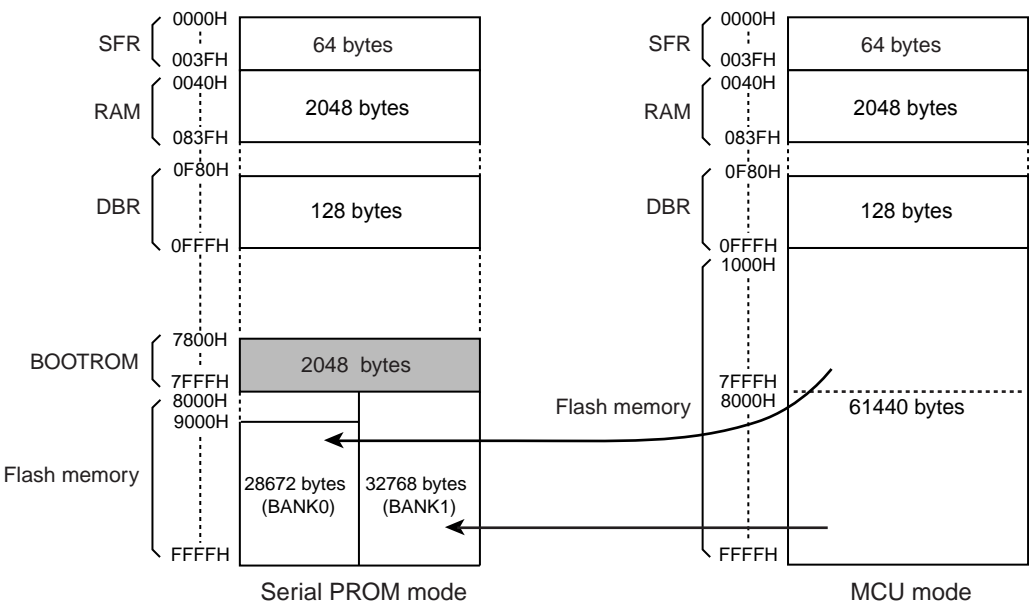 0000H
SFR
64 bytes
003FH
0040H
RAM
2048 bytes
083FH
0F80H
DBR
128 bytes
0FFFH
7800H
BOOTROM
2048 bytes
7FFFH
8000H
9000H
Flash memory
28672 bytes
(BANK0)
32768 bytes
(BANK1)
FFFFH
Serial PROM mode
0000H
SFR
64 bytes
003FH
0040H
RAM
2048 bytes
083FH
0F80H
DBR
128 bytes
0FFFH
1000H
7FFFH
8000H
Flash memory
61440 bytes
FFFFH
MCU mode